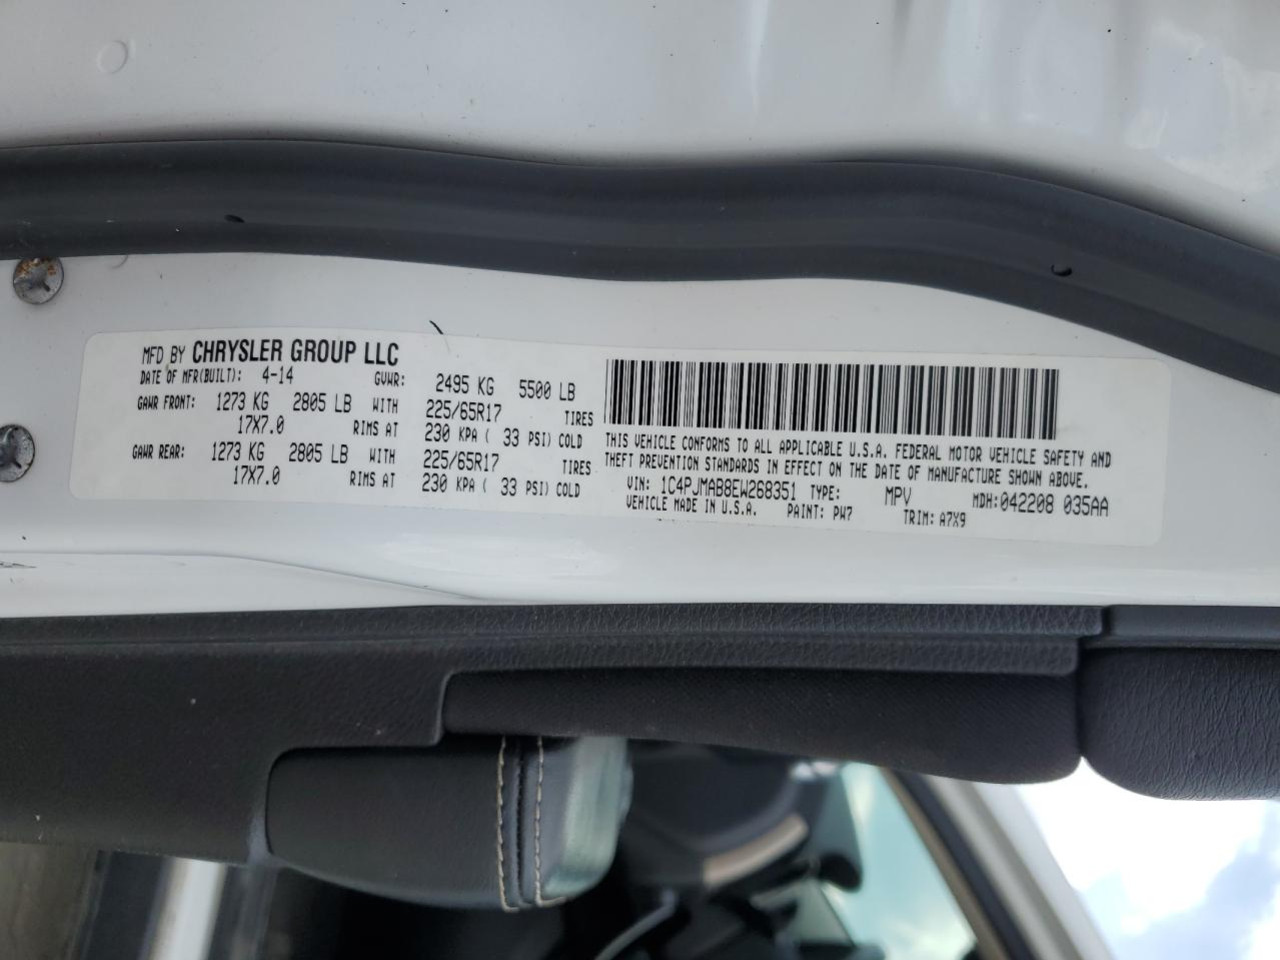 MFD BY CHRYSLER GROUP LLC
DATE OF MFR(BUILT): 4-14 GVWR: 2495 KG 5500 LB
GAWR FRONT: 1273 KG 2805 LB WITH 225/65R17 TIRES
17X7.0 RIMS AT 230 KPA ( 33 PSI) COLD
GAWR REAR: 1273 KG 2805 LB WITH 225/65R17 TIRES
17X7.0 RIMS AT 230 KPA ( 33 PSI) COLD
THIS VEHICLE CONFORMS TO ALL APPLICABLE U.S.A. FEDERAL MOTOR VEHICLE SAFETY AND
THEFT PREVENTION STANDARDS IN EFFECT ON THE DATE OF MANUFACTURE SHOWN ABOVE.
VIN: 1C4PJMAB8EW268351 TYPE: MPV MDH:042208 035AA
VEHICLE MADE IN U.S.A. PAINT: PW7 TRIM: A7X9